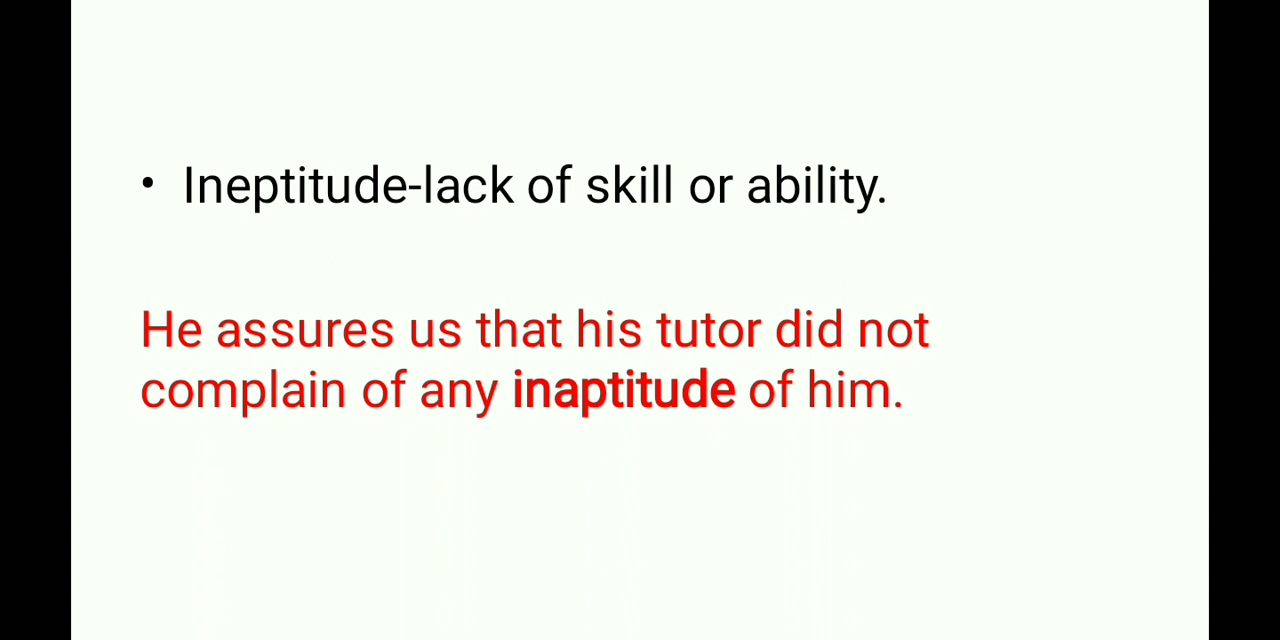 • Ineptitude-lack of skill or ability.
He assures us that his tutor did not
complain of any inaptitude of him.